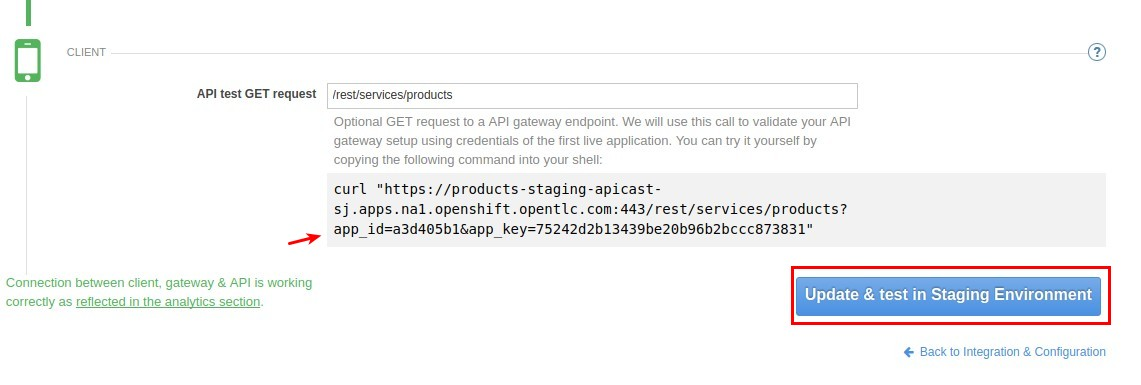 CLIENT
?
API test GET request
/rest/services/products
Optional GET request to a API gateway endpoint. We will use this call to validate your API
gateway setup using credentials of the first live application. You can try it yourself by
copying the following command into your shell:
curl "https://products-staging-apicast-
sj.apps.na1.openshift.opentlc.com:443/rest/services/products?
app_id=a3d405b1&app_key=75242d2b13439be20b96b2bccc873831"
Connection between client, gateway & API is working
correctly as reflected in the analytics section.
Update & test in Staging Environment
Back to Integration & Configuration